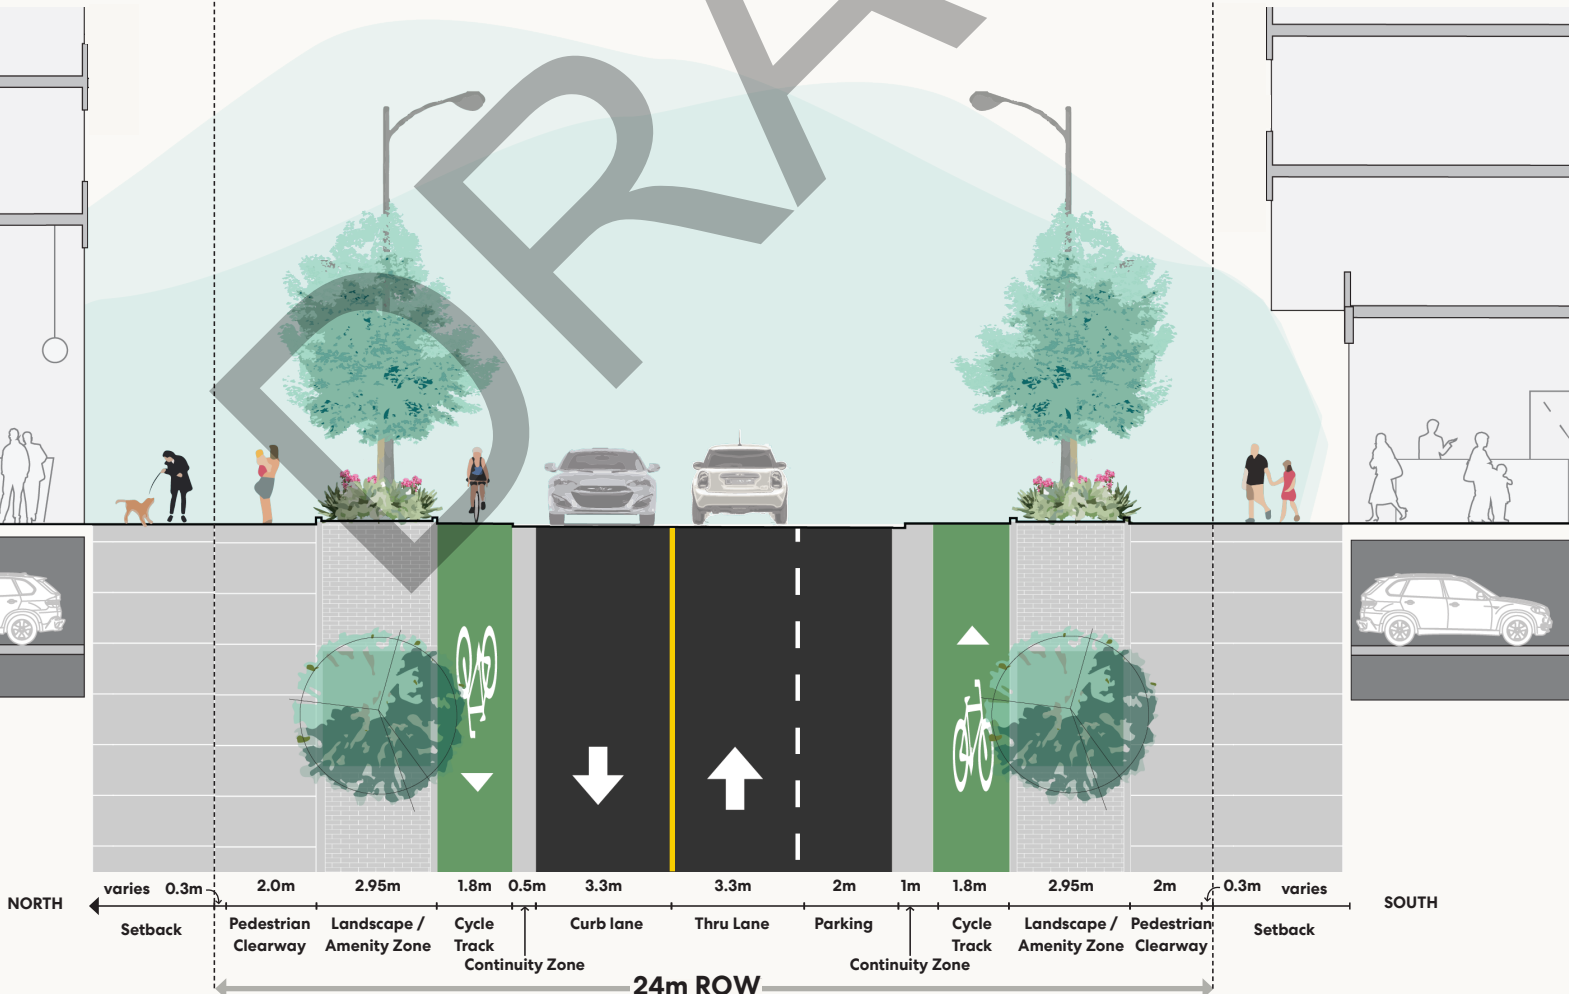 DRA
varies 0.3m 2.0m 2.95m 1.8m 0.5m 3.3m 3.3m 2m 1m 1.8m 2.95m 2m 0.3m varies
NORTH
SOUTH
Setback
Pedestrian
Clearway
Landscape /
Amenity Zone
Cycle
Track
Continuity Zone
Curb lane
Thru Lane
Parking
Continuity Zone
Cycle
Track
Landscape /
Amenity Zone
Pedestrian
Clearway
Setback
24m ROW